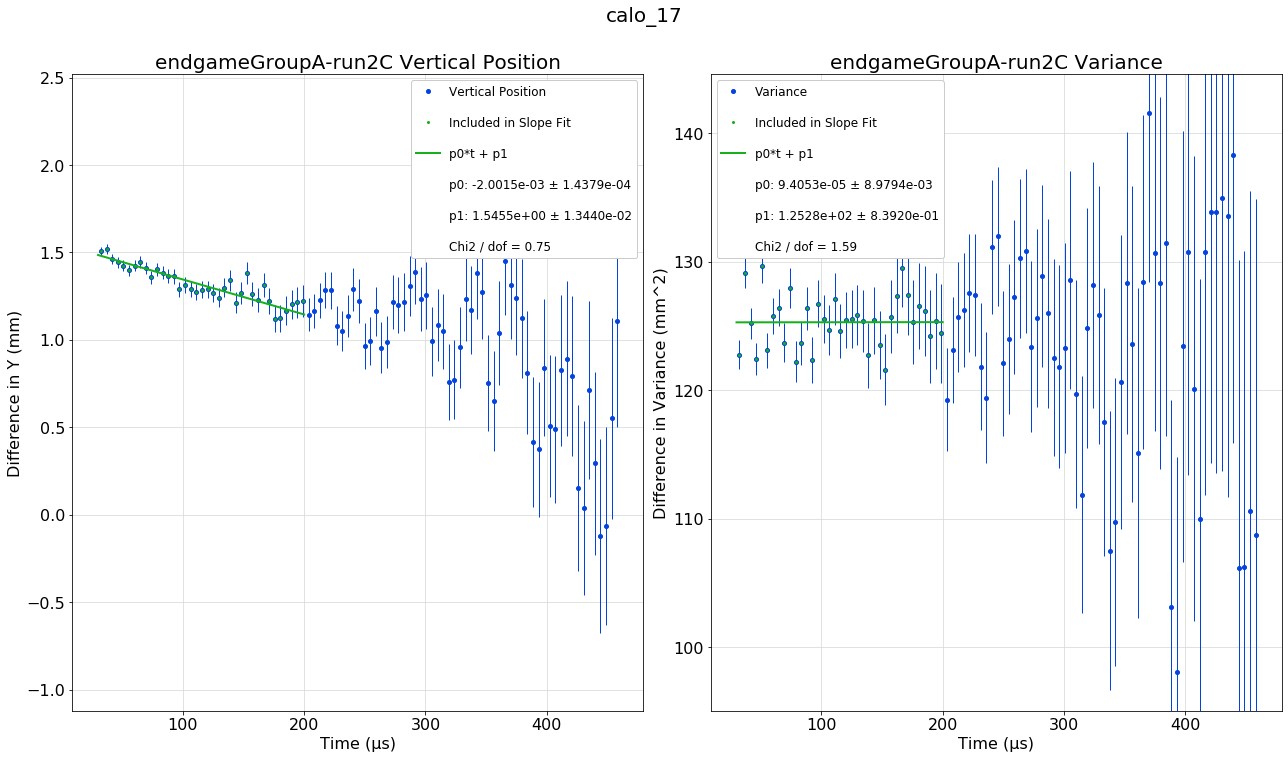 calo_17
endgameGroupA-run2C Vertical Position
2.5
2.0
1.5
1.0
0.5
0.0
−0.5
−1.0
Difference in Y (mm)
Vertical Position
Included in Slope Fit
p0*t + p1
p0: -2.0015e-03 ± 1.4379e-04
p1: 1.5455e+00 ± 1.3440e-02
Chi2 / dof = 0.75
100 200 300 400
Time (μs)
endgameGroupA-run2C Variance
140
130
120
110
100
Difference in Variance (mm^2)
Variance
Included in Slope Fit
p0*t + p1
p0: 9.4053e-05 ± 8.9794e-03
p1: 1.2528e+02 ± 8.3920e-01
Chi2 / dof = 1.59
100 200 300 400
Time (μs)